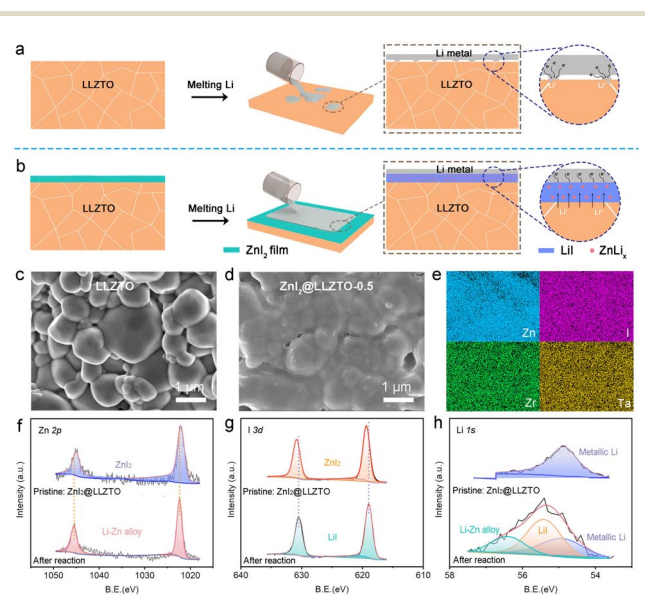 a
LLZTO
Melting Li
Li metal
LLZTO
Li⁺ Li⁺
b
LLZTO
Melting Li
Li metal
LLZTO
Li⁺ Li⁺
ZnI₂ film
LiI
ZnLiₓ
c
LLZTO
1 μm
d
ZnI₂@LLZTO-0.5
1 μm
e
Zn
I
Zr
Ta
f
Zn 2p
ZnI₂
Pristine: ZnI₂@LLZTO
Li-Zn alloy
After reaction
Intensity (a.u.)
1050 1040 1030 1020
B.E.(eV)
g
I 3d
ZnI₂
Pristine: ZnI₂@LLZTO
LiI
After reaction
Intensity (a.u.)
640 630 620 610
B.E.(eV)
h
Li 1s
Metallic Li
Pristine: ZnI₂@LLZTO
Li-Zn alloy
LiI
Metallic Li
After reaction
Intensity (a.u.)
58 56 54
B.E.(eV)